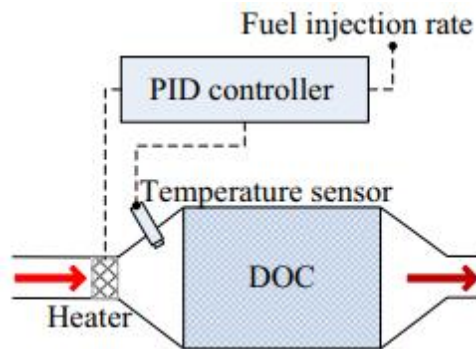 Fuel injection rate
PID controller
Temperature sensor
DOC
Heater